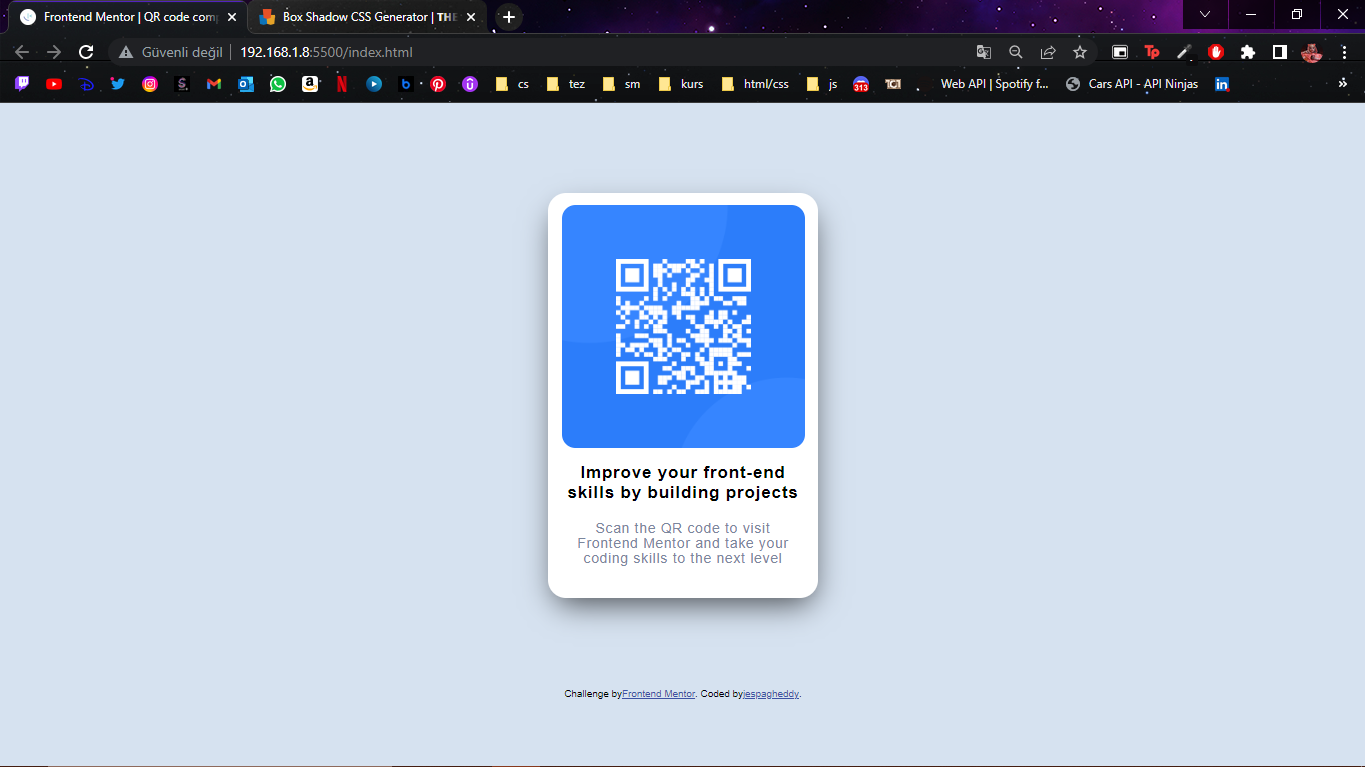 Frontend Mentor | QR code com
Box Shadow CSS Generator | THE
Güvenli değil
192.168.1.8:5500/index.html
Tp
cs
tez
sm
kurs
html/css
js
313
Web API | Spotify f...
Cars API - API Ninjas
Improve your front-end
skills by building projects
Scan the QR code to visit
Frontend Mentor and take your
coding skills to the next level
Challenge byFrontend Mentor. Coded byjespagheddy.